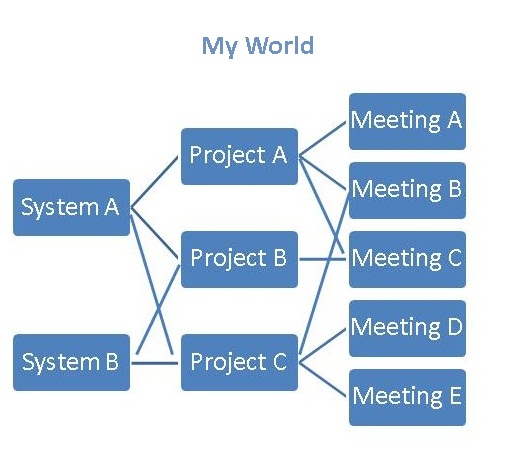 My World
System A
System B
Project A
Project B
Project C
Meeting A
Meeting B
Meeting C
Meeting D
Meeting E